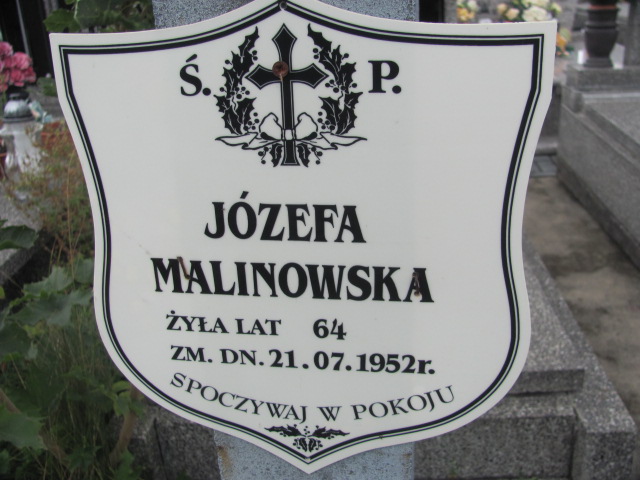 Ś. P.
JÓZEFA
MALINOWSKA
ŻYŁA LAT 64
ZM. DN. 21.07.1952r.
SPOCZYWAJ W POKOJU